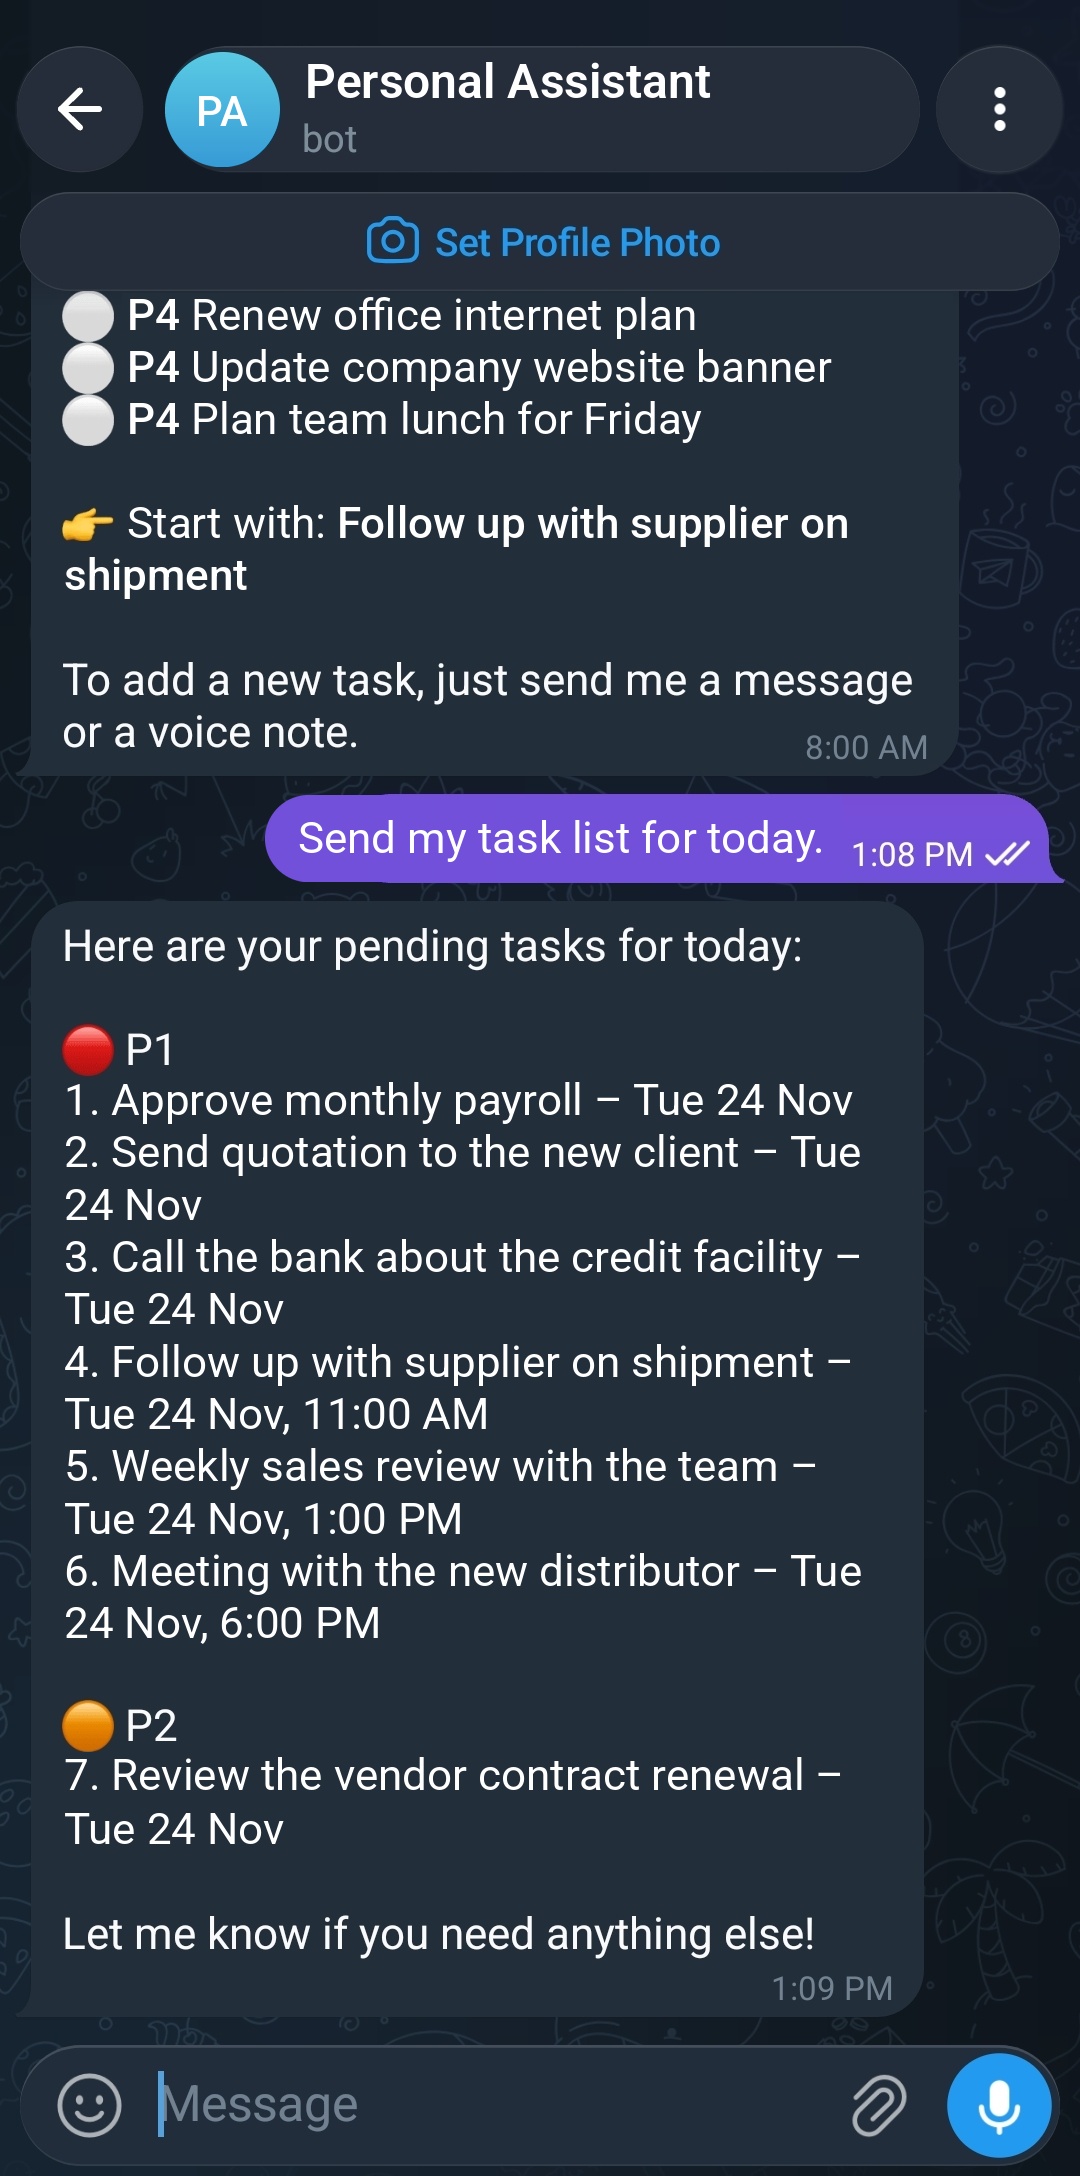 PA
Personal Assistant
bot
Set Profile Photo
P4 Renew office internet plan
P4 Update company website banner
P4 Plan team lunch for Friday
👉 Start with: Follow up with supplier on
shipment
To add a new task, just send me a message
or a voice note.
8:00 AM
Send my task list for today.
1:08 PM
Here are your pending tasks for today:
P1
1. Approve monthly payroll – Tue 24 Nov
2. Send quotation to the new client – Tue
24 Nov
3. Call the bank about the credit facility –
Tue 24 Nov
4. Follow up with supplier on shipment –
Tue 24 Nov, 11:00 AM
5. Weekly sales review with the team –
Tue 24 Nov, 1:00 PM
6. Meeting with the new distributor – Tue
24 Nov, 6:00 PM
P2
7. Review the vendor contract renewal –
Tue 24 Nov
Let me know if you need anything else!
1:09 PM
Message